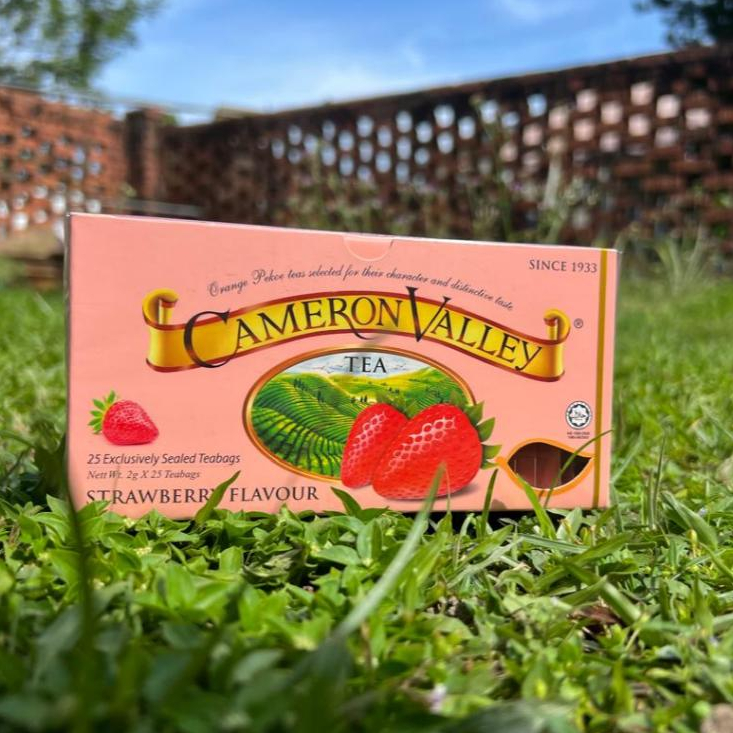 SINCE 1933
Orange Pekoe teas selected for their character and distinctive taste
CAMERON VALLEY ®
TEA
25 Exclusively Sealed Teabags
Nett Wt. 2g X 25 Teabags
STRAWBERRY FLAVOUR